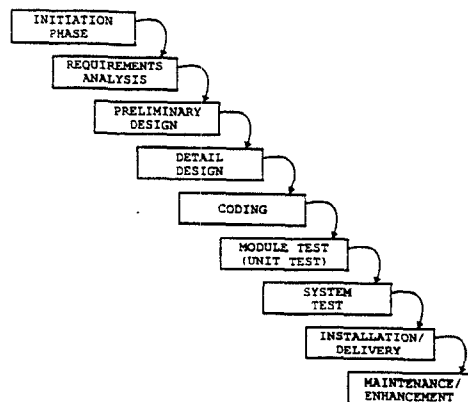 INITIATION
PHASE
REQUIREMENTS
ANALYSIS
PRELIMINARY
DESIGN
DETAIL
DESIGN
CODING
MODULE TEST
(UNIT TEST)
SYSTEM
TEST
INSTALLATION/
DELIVERY
MAINTENANCE/
ENHANCEMENT